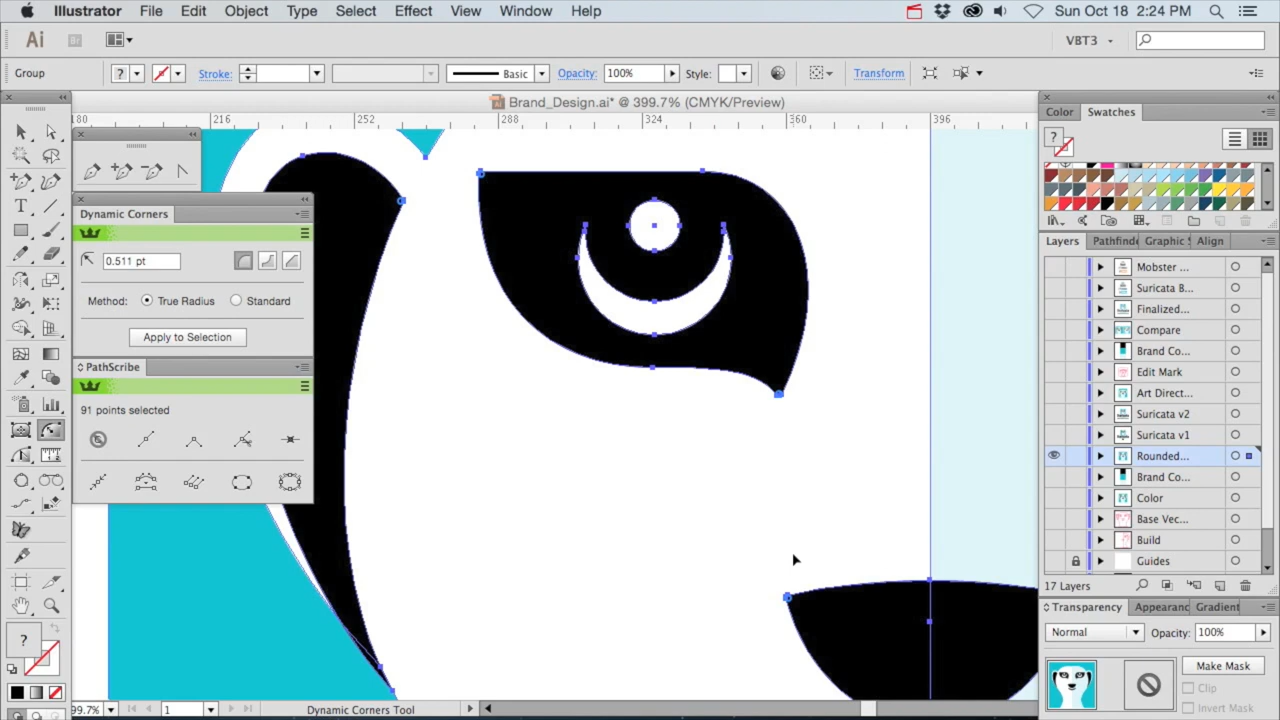 Illustrator File Edit Object Type Select Effect View Window Help Sun Oct 18 2:24 PM
Ai Br VBT3
Group ? Stroke: Basic Opacity: 100% Style: Transform
Brand_Design.ai* @ 399.7% (CMYK/Preview)
180 216 252 288 324 360 396
Color Swatches
?
Dynamic Corners
0.511 pt
Method: True Radius Standard
Apply to Selection
PathScribe
91 points selected
Layers Pathfind Graphic S Align
Mobster ...
Suricata B...
Finalized...
Compare
Brand Co...
Edit Mark
Art Direct...
Suricata v2
Suricata v1
Rounded...
Brand Co...
Color
Base Vec...
Build
Guides
17 Layers
Transparency Appearanc Gradient
Normal Opacity: 100%
Make Mask
Clip
Invert Mask
?
99.7% 1 Dynamic Corners Tool